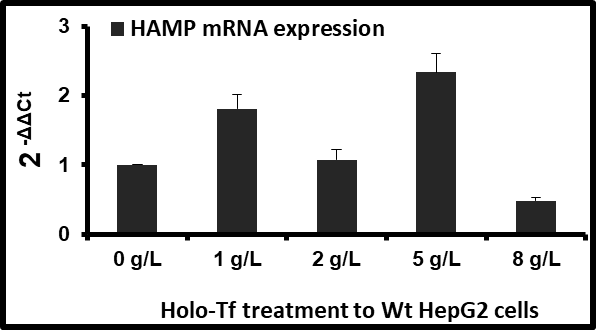 HAMP mRNA expression
3
2
1
0
2 -ΔΔCt
0 g/L 1 g/L 2 g/L 5 g/L 8 g/L
Holo-Tf treatment to Wt HepG2 cells